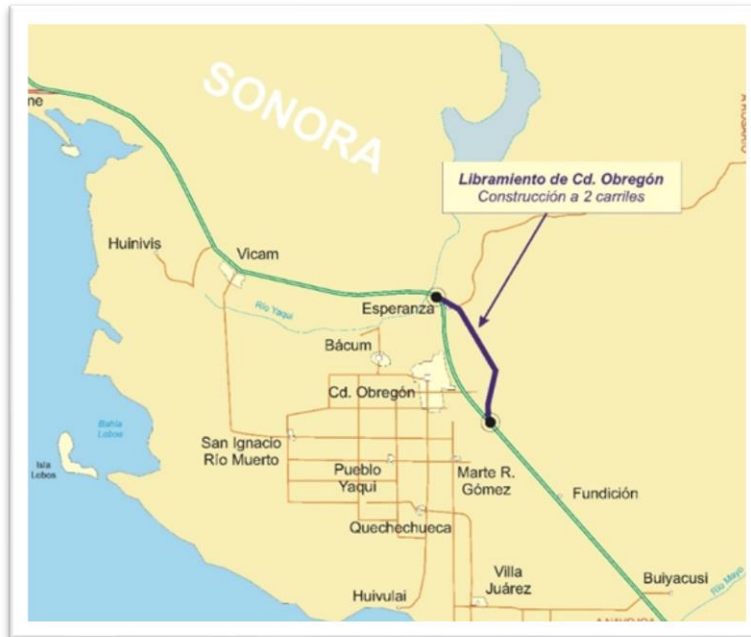 SONORA
Libramiento de Cd. Obregón
Construcción a 2 carriles
Huinivis
Vicam
Río Yaqui
Esperanza
Bácum
Cd. Obregón
Bahía
Lobos
Isla
Lobos
San Ignacio
Río Muerto
Pueblo
Yaqui
Marte R.
Gómez
Fundición
Quechechueca
Villa
Juárez
Buiyacusi
Río Mayo
Huivulai